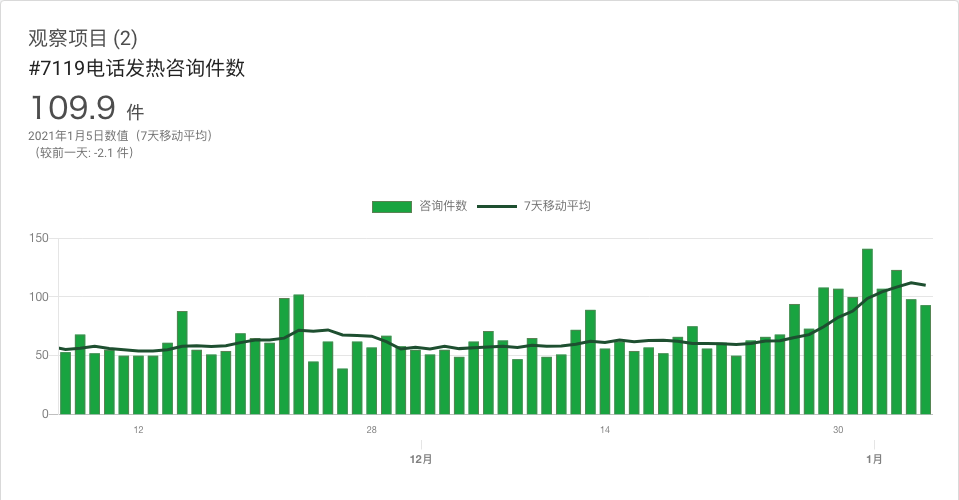 观察项目 (2)
#7119电话发热咨询件数
109.9 件
2021年1月5日数值（7天移动平均）
（较前一天: -2.1 件）
咨询件数 7天移动平均
150
100
50
0
12 28 14 30
12月 1月